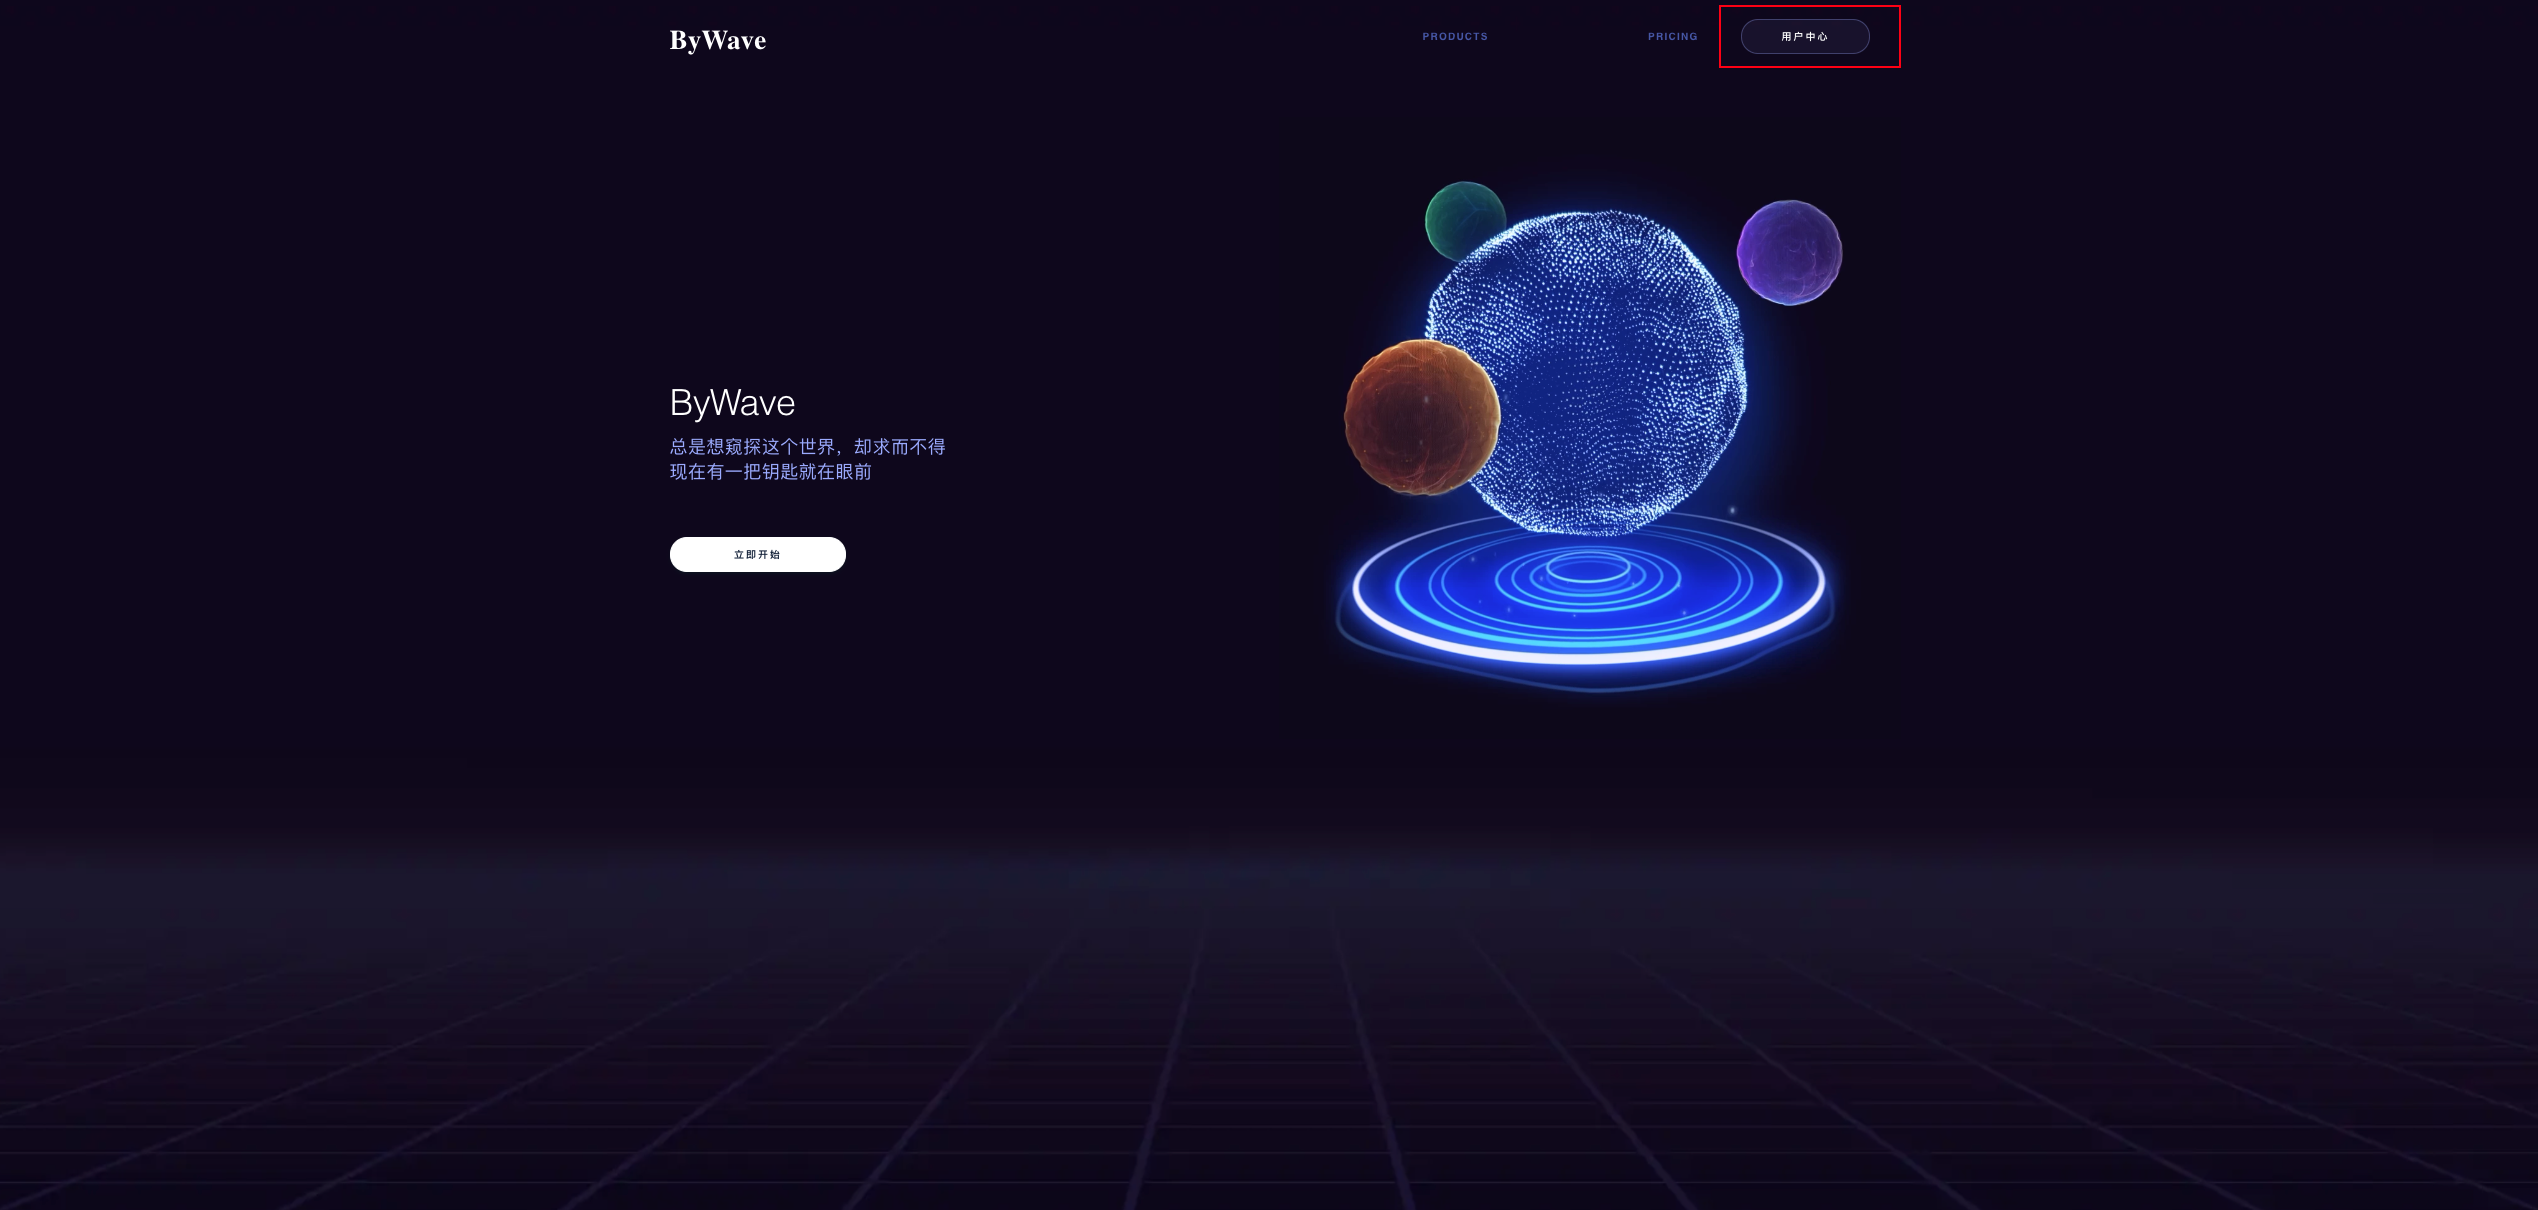 ByWave
PRODUCTS
PRICING
用户中心
ByWave
总是想窥探这个世界，却求而不得
现在有一把钥匙就在眼前
立即开始